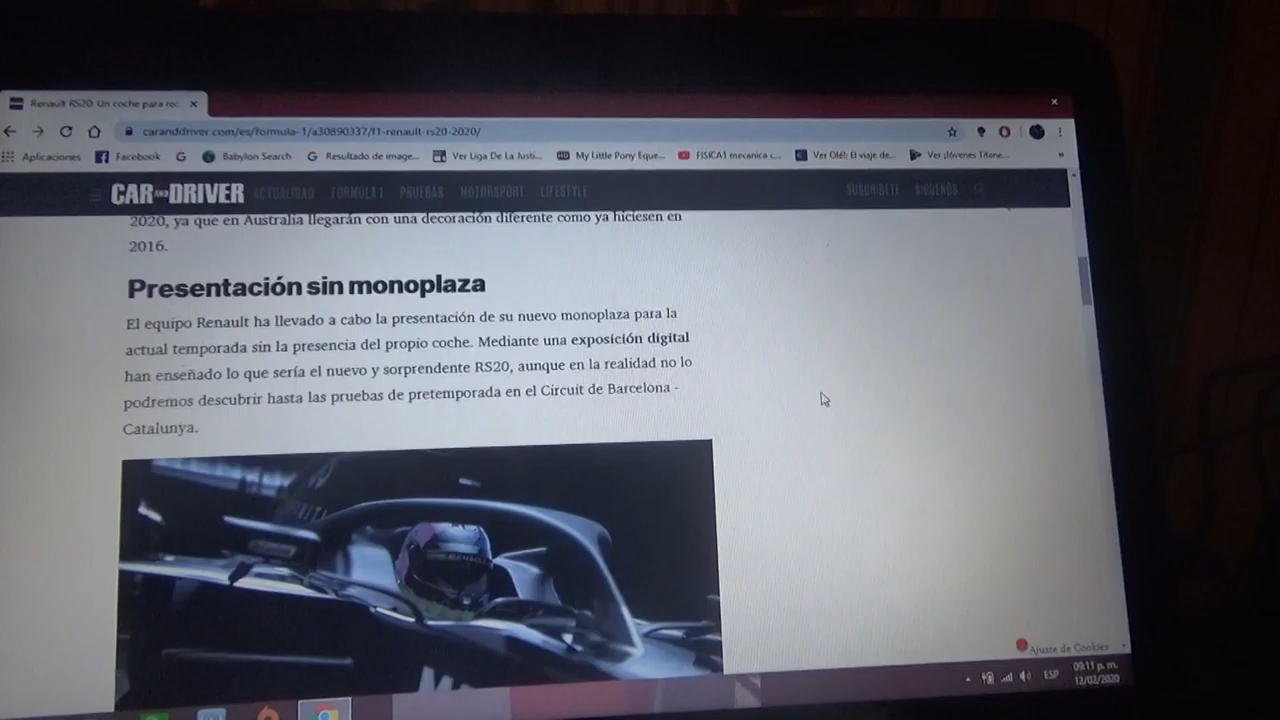 Renault RS20: Un coche para rec
caranddriver.com/es/formula-1/a30890337/f1-renault-rs20-2020/
Aplicaciones Facebook Babylon Search Resultado de image... Ver Liga De La Justi... My Little Pony Eque... FISICA1 mecanica c... Ver Olé!: El viaje de... Ver ¡Jóvenes Titane...
CAR AND DRIVER ACTUALIDAD FORMULA 1 PRUEBAS MOTORSPORT LIFESTYLE SUSCRÍBETE SÍGUENOS
2020, ya que en Australia llegarán con una decoración diferente como ya hiciesen en
2016.
Presentación sin monoplaza
El equipo Renault ha llevado a cabo la presentación de su nuevo monoplaza para la
actual temporada sin la presencia del propio coche. Mediante una exposición digital
han enseñado lo que sería el nuevo y sorprendente RS20, aunque en la realidad no lo
podremos descubrir hasta las pruebas de pretemporada en el Circuit de Barcelona -
Catalunya.
Ajuste de Cookies
ESP
09:11 p. m.
12/02/2020